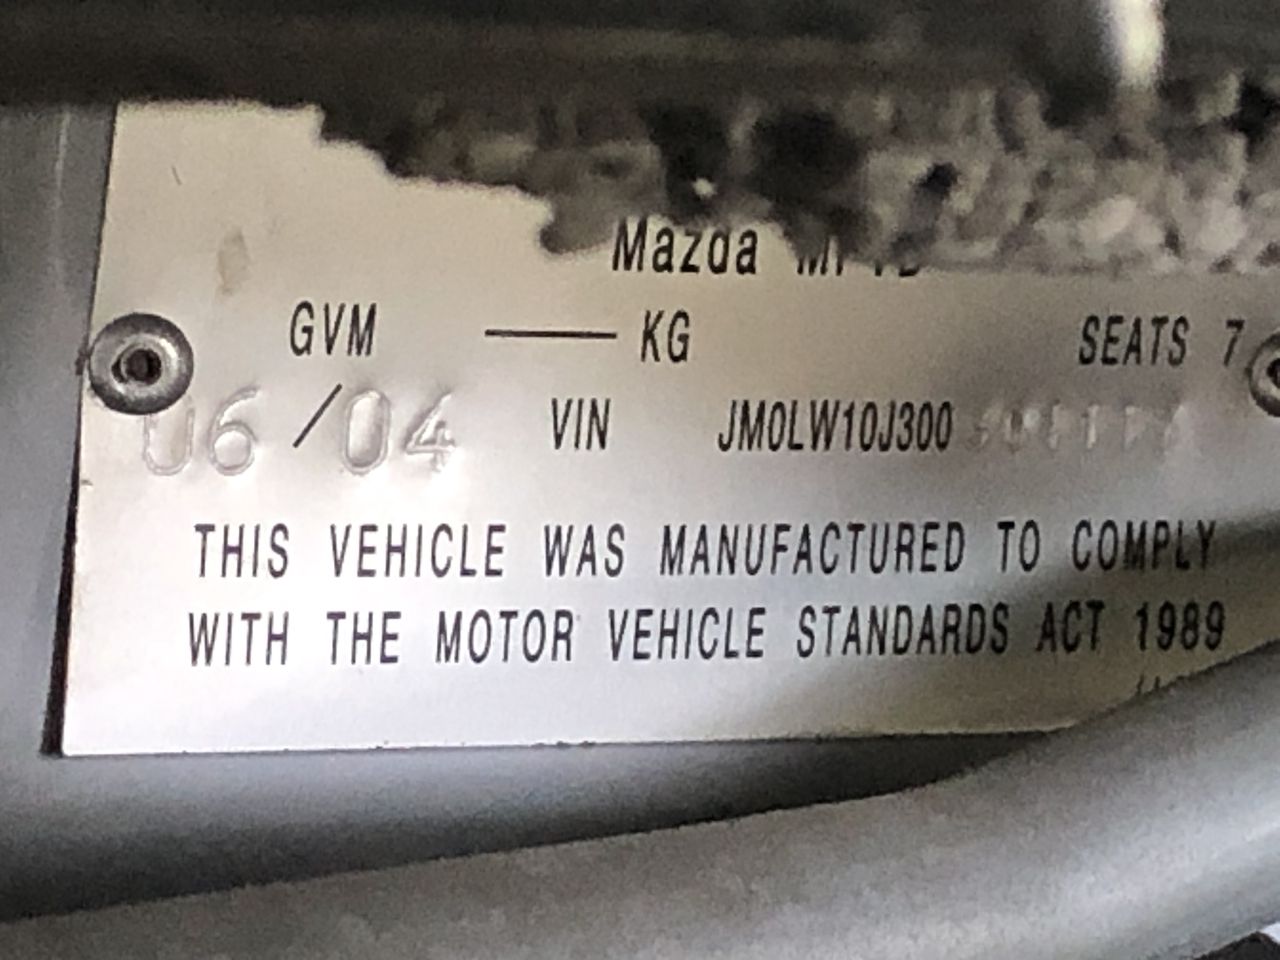 Mazda
GVM —— KG SEATS 7
06/04 VIN JM0LW10J300
THIS VEHICLE WAS MANUFACTURED TO COMPLY
WITH THE MOTOR VEHICLE STANDARDS ACT 1989